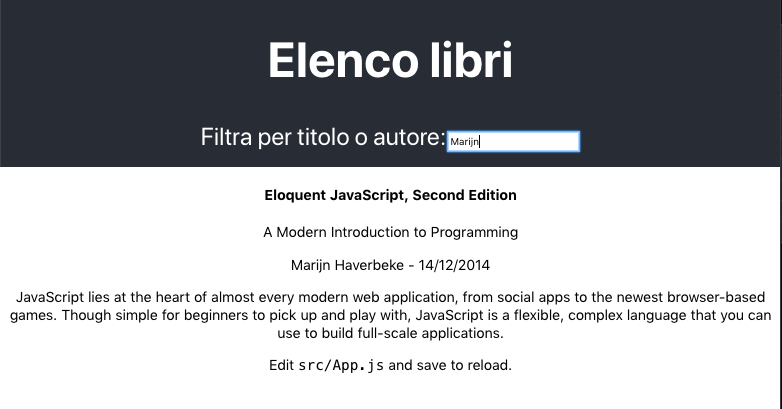 Elenco libri
Filtra per titolo o autore: Marijn
Eloquent JavaScript, Second Edition
A Modern Introduction to Programming
Marijn Haverbeke - 14/12/2014
JavaScript lies at the heart of almost every modern web application, from social apps to the newest browser-based
games. Though simple for beginners to pick up and play with, JavaScript is a flexible, complex language that you can
use to build full-scale applications.
Edit src/App.js and save to reload.